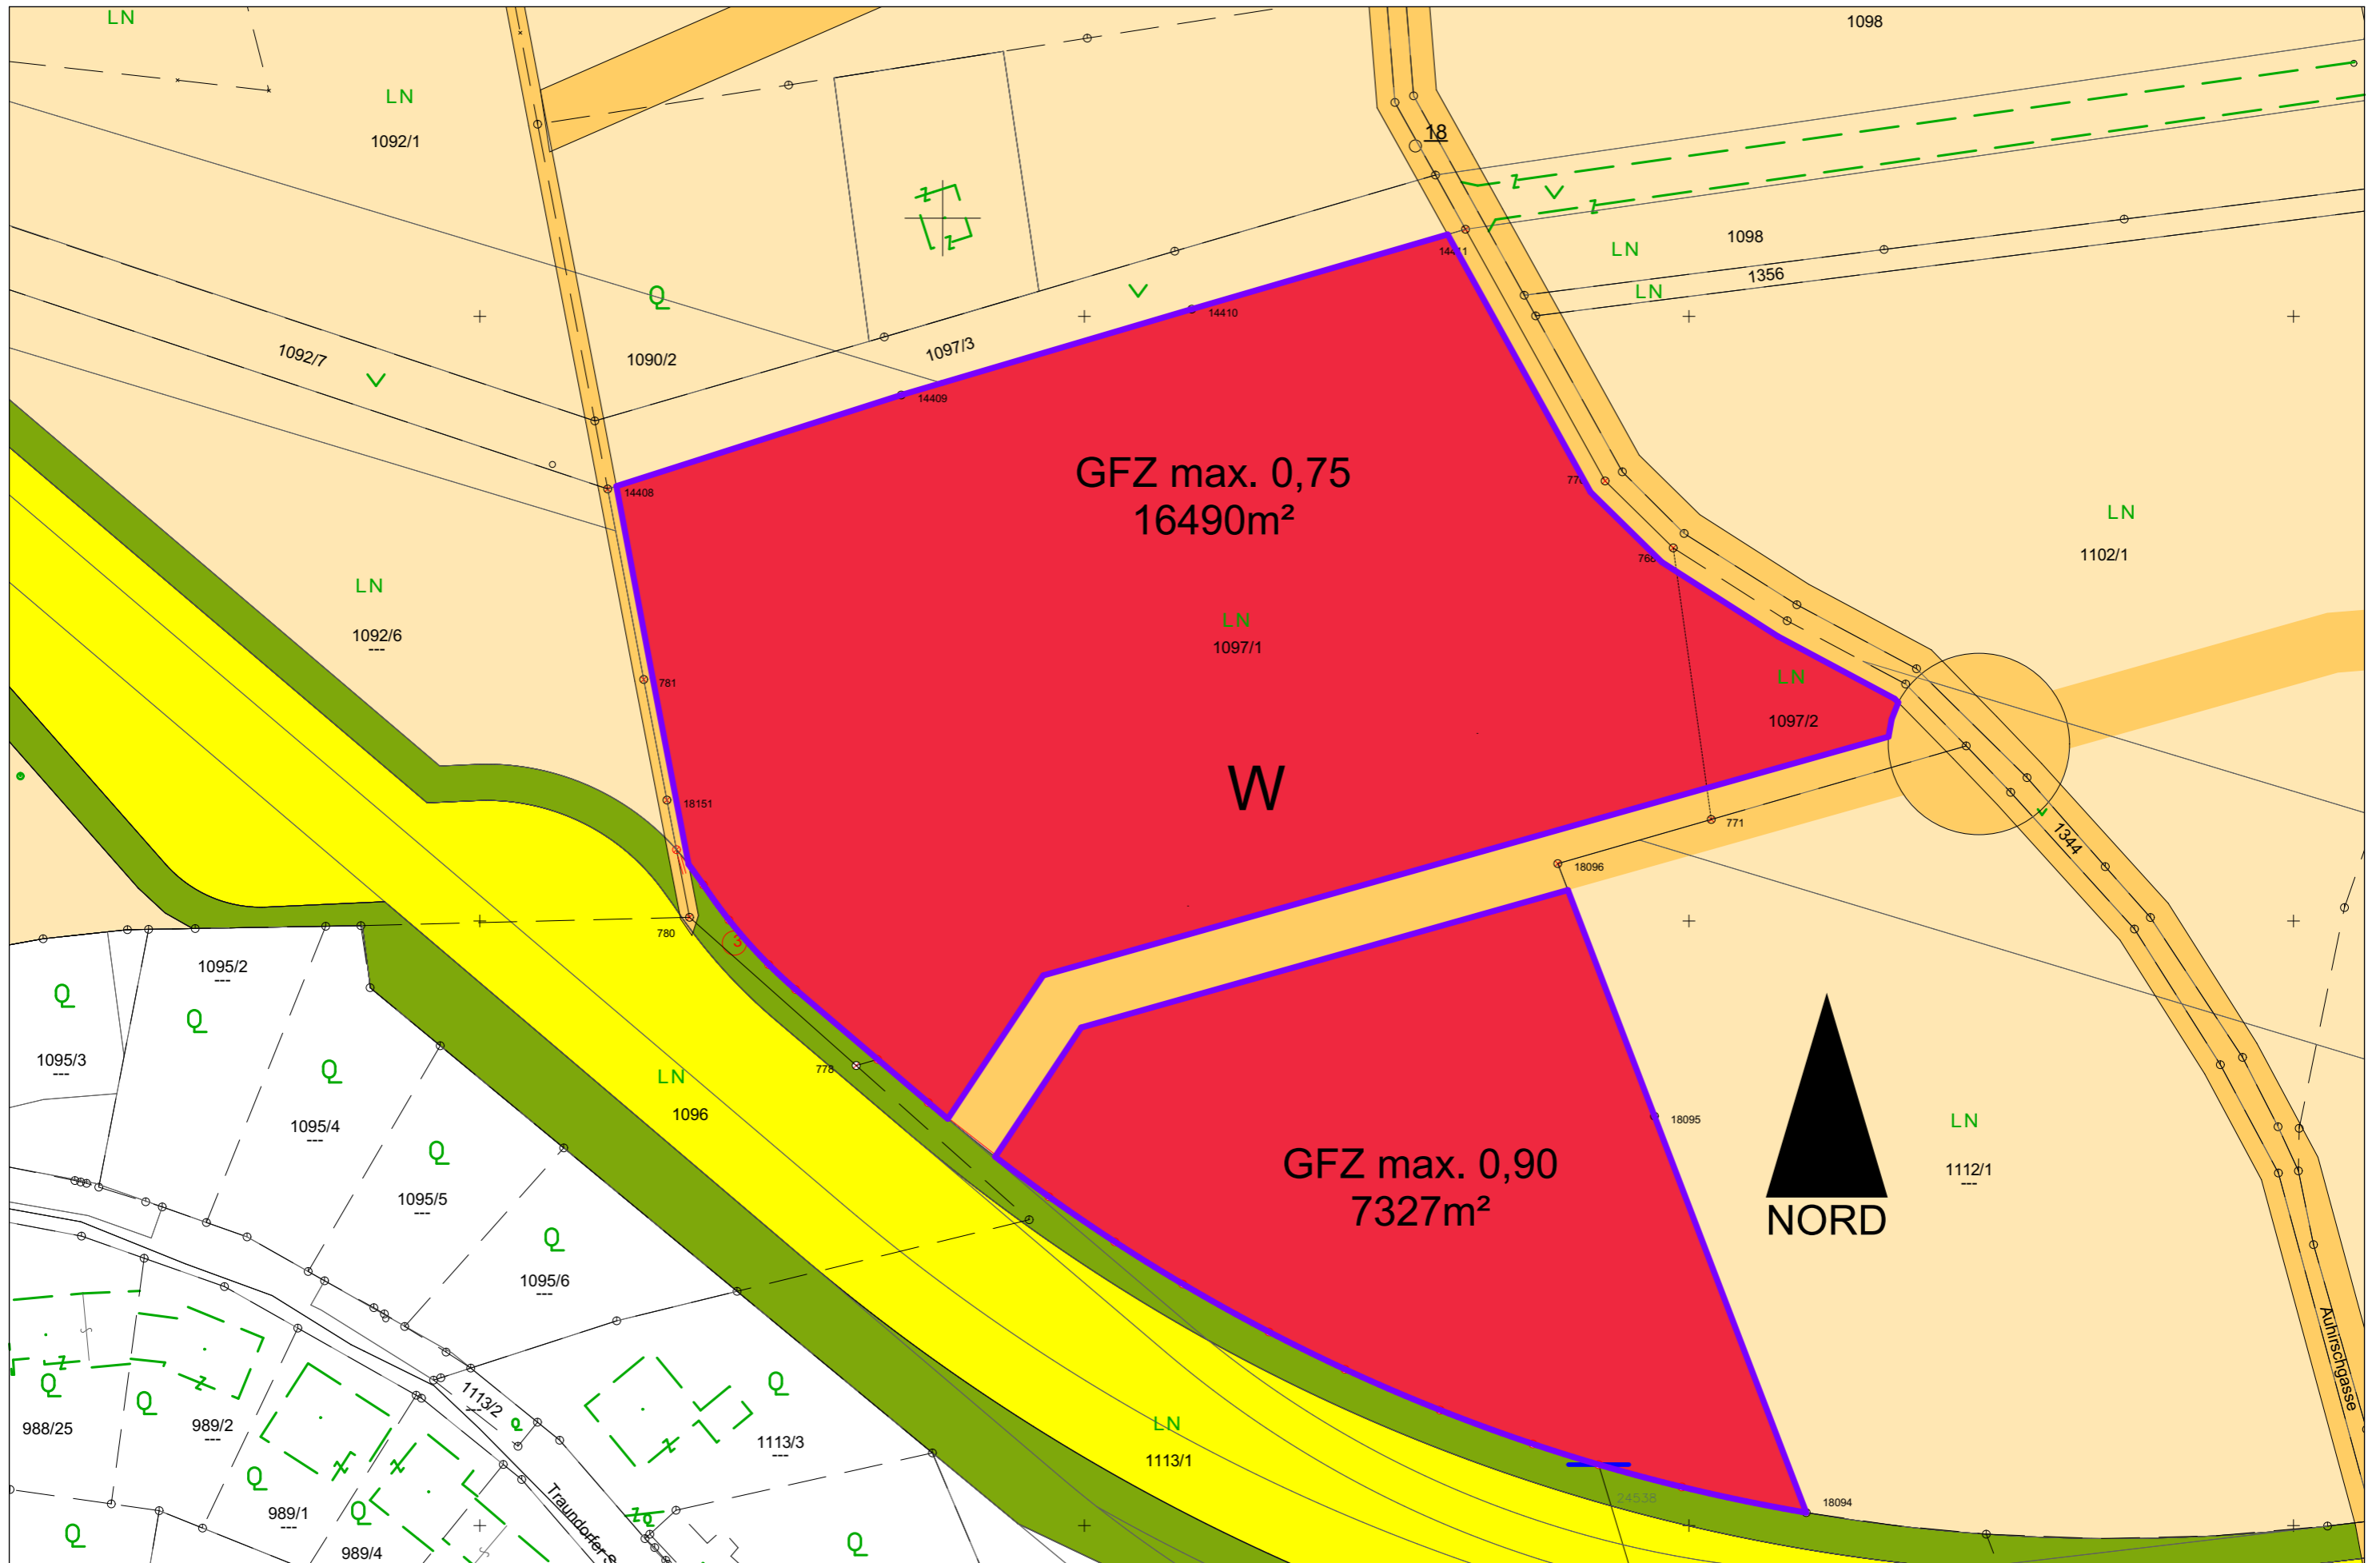 LN
1098
LN
1092/1
18
LN
1098
1356
LN
14410
1092/7
1090/2
1097/3
14409
14408
GFZ max. 0,75
16490m²
LN
1102/1
LN
1092/6
---
LN
1097/1
LN
1097/2
781
W
18151
771
18096
1344
780
3
1095/2
---
1095/3
---
778
LN
1096
1095/4
---
18095
LN
1112/1
---
GFZ max. 0,90
7327m²
NORD
1095/5
---
1095/6
---
Auhirschgasse
1113/2
---
988/25
989/2
---
1113/3
---
LN
1113/1
24538
18094
989/1
---
989/4
Traundorfer